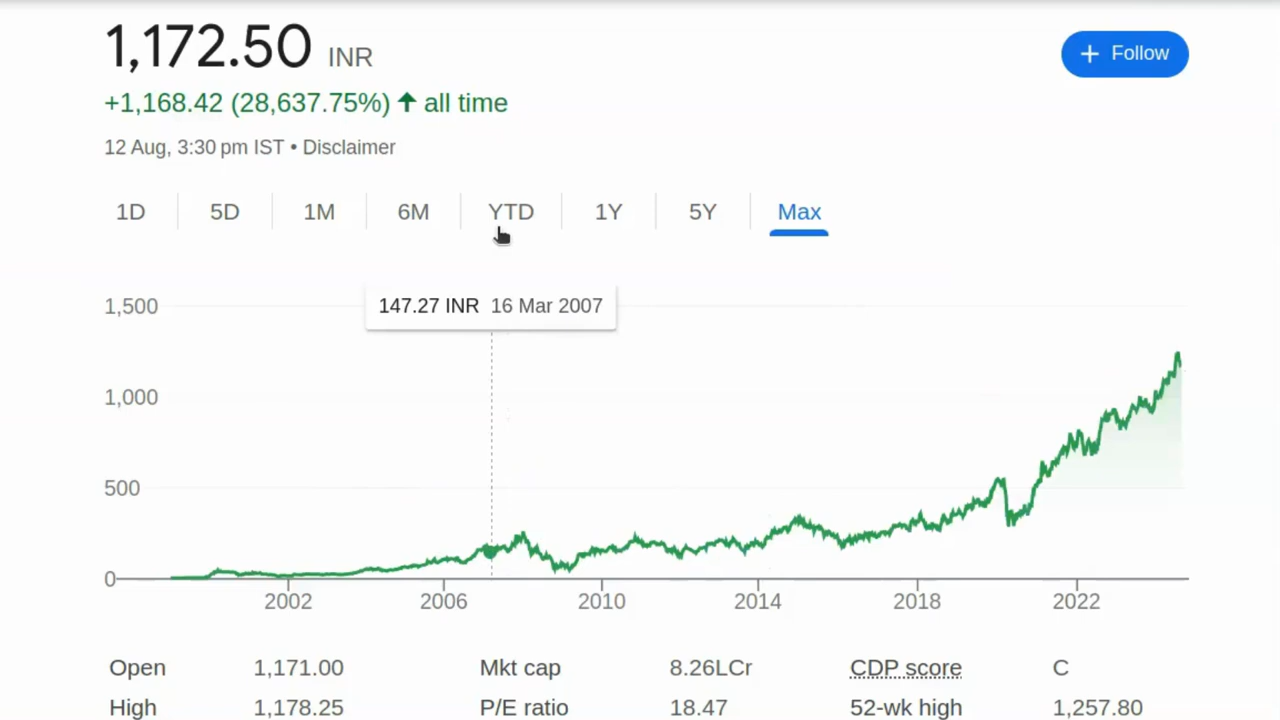 1,172.50 INR
+ Follow
+1,168.42 (28,637.75%) ↑ all time
12 Aug, 3:30 pm IST • Disclaimer
1D 5D 1M 6M YTD 1Y 5Y Max
147.27 INR 16 Mar 2007
1,500
1,000
500
0
2002 2006 2010 2014 2018 2022
Open 1,171.00 Mkt cap 8.26LCr CDP score C
High 1,178.25 P/E ratio 18.47 52-wk high 1,257.80